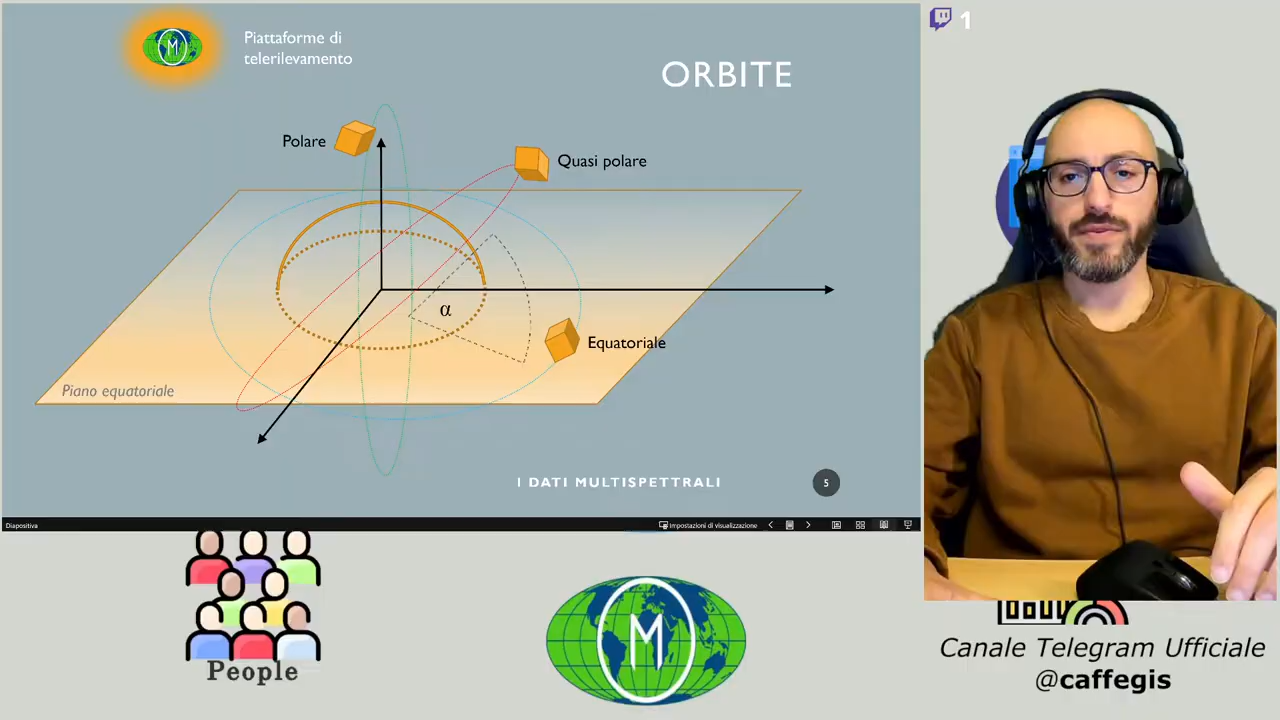 Piattaforme di
telerilevamento
ORBITE
Polare
Quasi polare
α
Equatoriale
Piano equatoriale
I DATI MULTISPETTRALI
5
Diapositiva
Impostazioni di visualizzazione
1
M
People
M
Canale Telegram Ufficiale
@caffegis